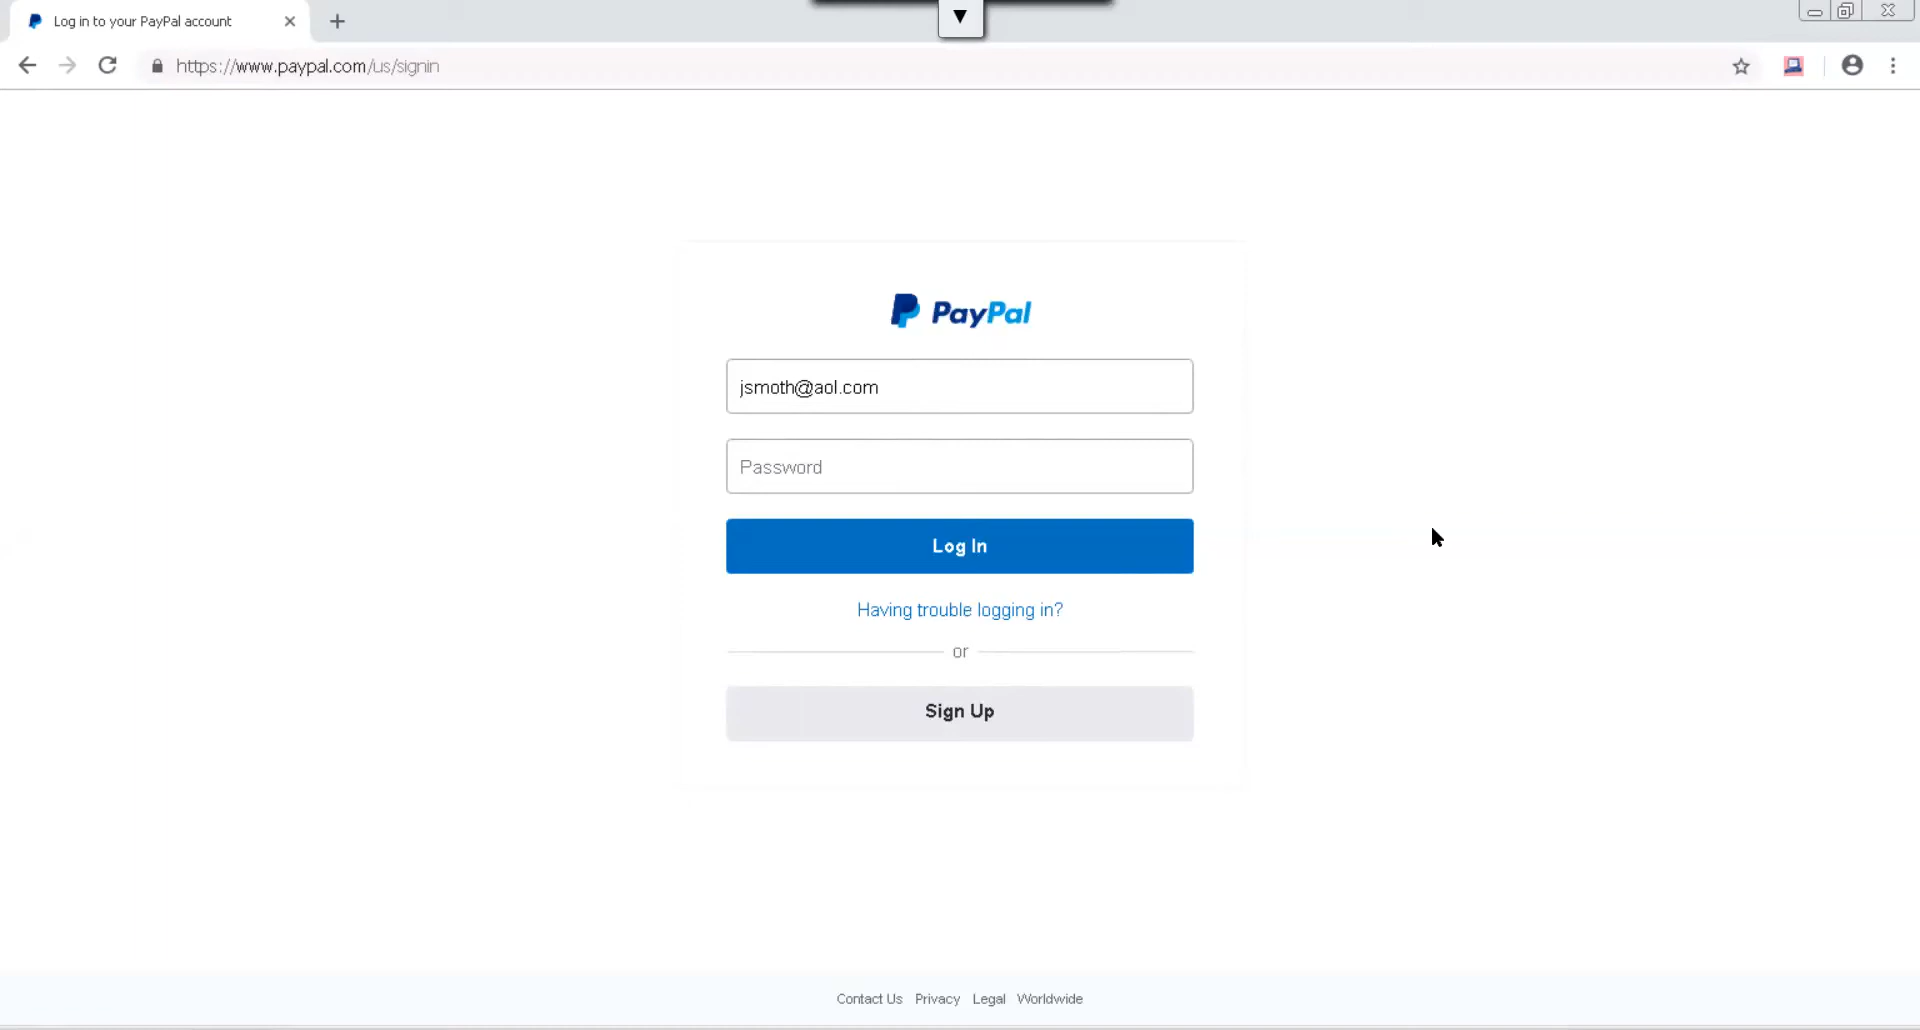 Log in to your PayPal account
https://www.paypal.com/us/signin
PayPal
jsmoth@aol.com
Password
Log In
Having trouble logging in?
or
Sign Up
Contact Us Privacy Legal Worldwide